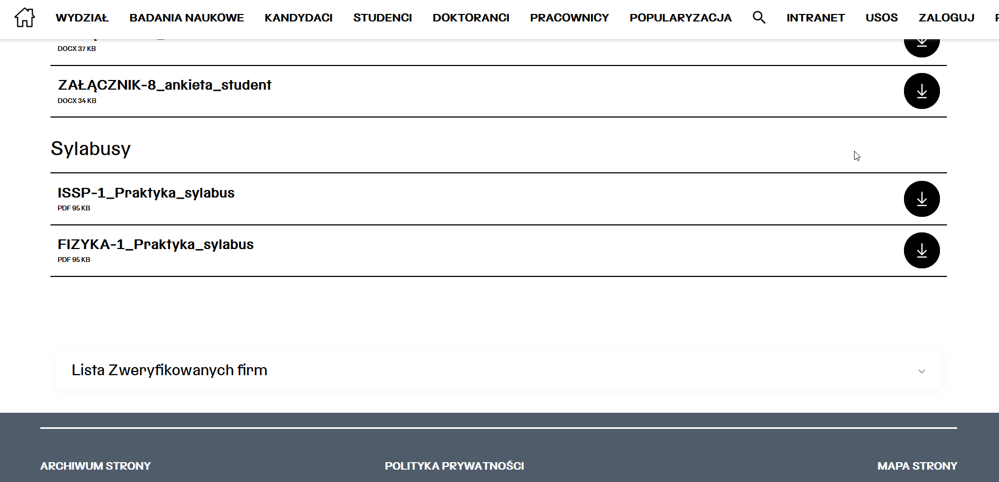 WYDZIAŁ BADANIA NAUKOWE KANDYDACI STUDENCI DOKTORANCI PRACOWNICY POPULARYZACJA INTRANET USOS ZALOGUJ
DOCX 37 KB
ZAŁĄCZNIK-8_ankieta_student
DOCX 34 KB
Sylabusy
ISSP-1_Praktyka_sylabus
PDF 95 KB
FIZYKA-1_Praktyka_sylabus
PDF 95 KB
Lista Zweryfikowanych firm
ARCHIWUM STRONY POLITYKA PRYWATNOŚCI MAPA STRONY